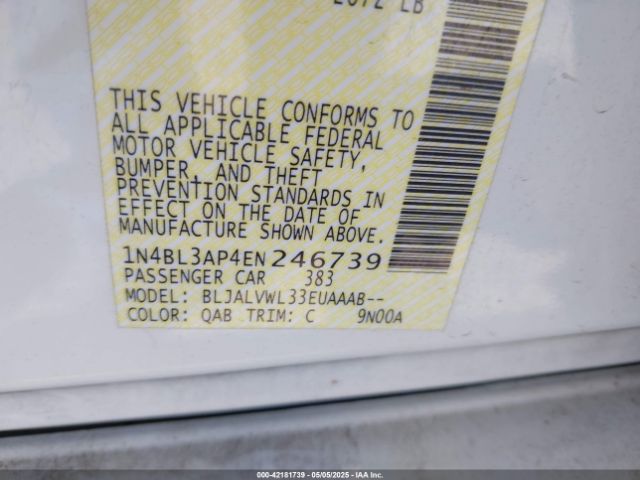 THIS VEHICLE CONFORMS TO
ALL APPLICABLE FEDERAL
MOTOR VEHICLE SAFETY,
BUMPER, AND THEFT
PREVENTION STANDARDS IN
EFFECT ON THE DATE OF
MANUFACTURE SHOWN ABOVE.
1N4BL3AP4EN246739
PASSENGER CAR 383
MODEL: BLJALVWL33EUAAAB--
COLOR: QAB TRIM: C 9N00A
000-42181739 - 05/05/2025 - IAA Inc.